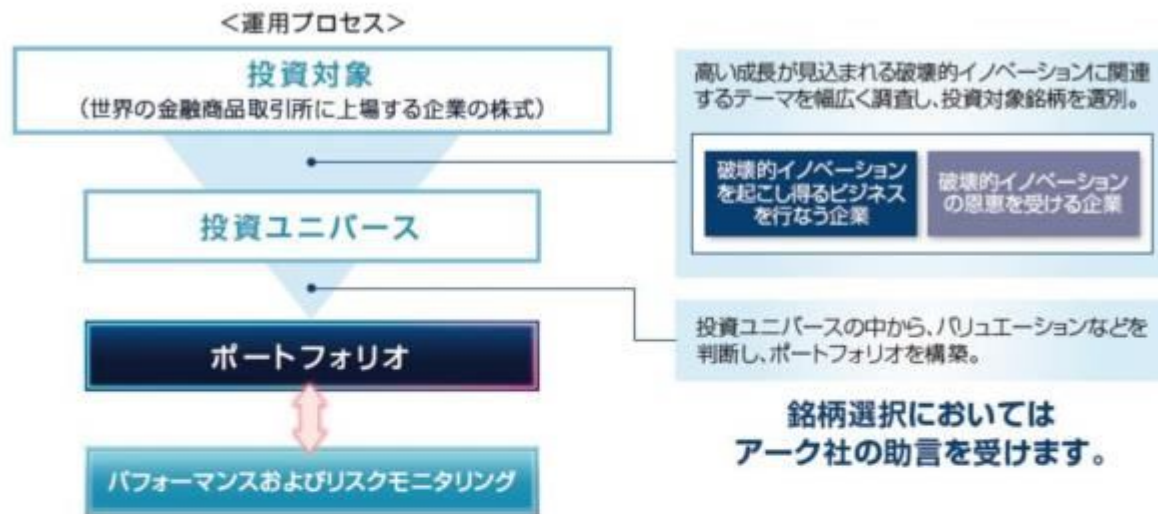 ＜運用プロセス＞
投資対象
（世界の金融商品取引所に上場する企業の株式）
高い成長が見込まれる破壊的イノベーションに関連
するテーマを幅広く調査し、投資対象銘柄を選別。
破壊的イノベーション
を起こし得るビジネス
を行なう企業
破壊的イノベーション
の恩恵を受ける企業
投資ユニバース
投資ユニバースの中から、バリュエーションなどを
判断し、ポートフォリオを構築。
ポートフォリオ
銘柄選択においては
アーク社の助言を受けます。
パフォーマンスおよびリスクモニタリング